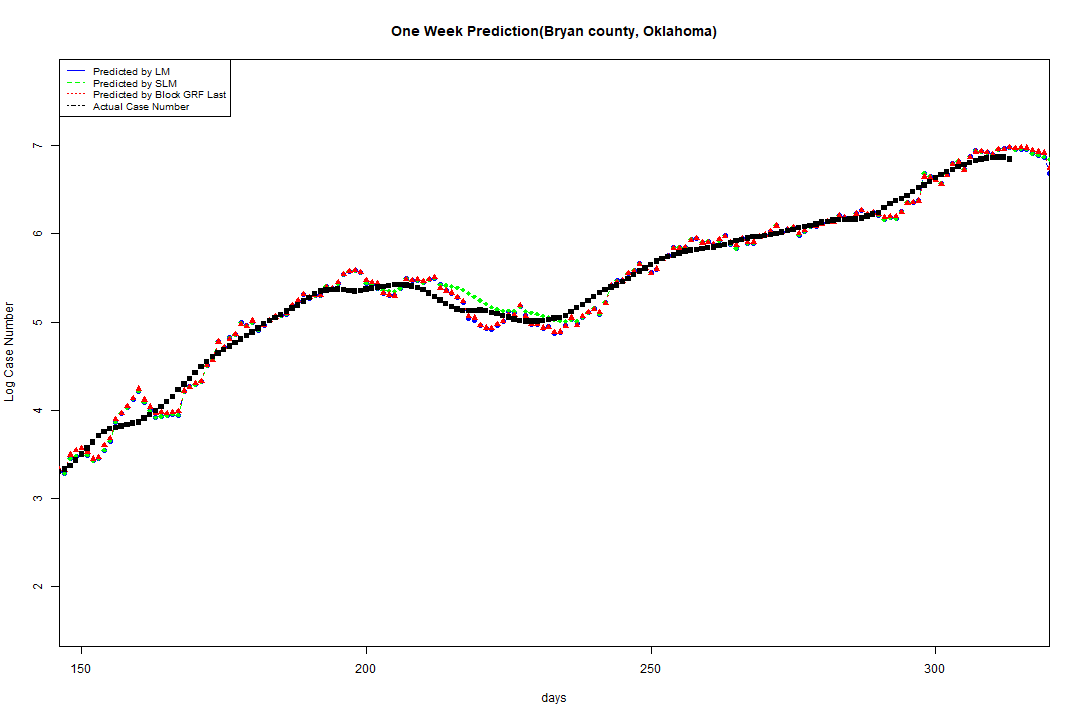 One Week Prediction(Bryan county, Oklahoma)
Predicted by LM
Predicted by SLM
Predicted by Block GRF Last
Actual Case Number
7
6
5
4
3
2
Log Case Number
150 200 250 300
days